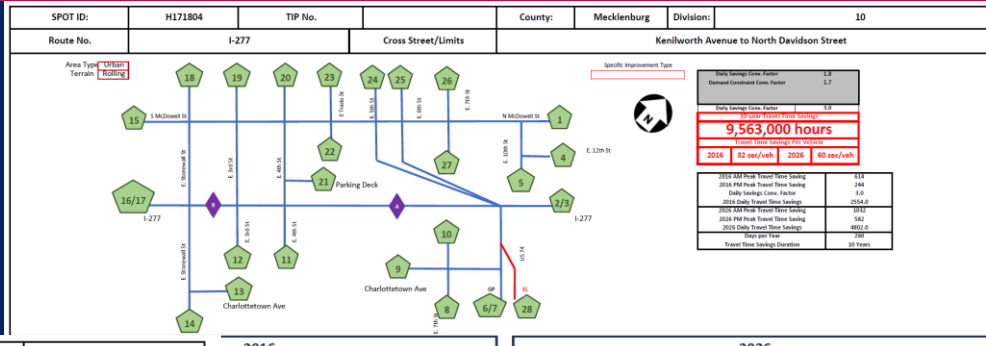 SPOT ID: H171804 TIP No. County: Mecklenburg Division: 10
Route No. I-277 Cross Street/Limits Kenilworth Avenue to North Davidson Street
Area Type Urban
Terrain Rolling
Specific Improvement Type
Daily Savings Conv. Factor 1.8
Demand Constraint Conv. Factor 1.7
Daily Savings Conv. Factor 3.0
10-year Travel Time Savings
9,563,000 hours
Travel Time Savings Per Vehicle
2016 32 sec/veh 2026 60 sec/veh
2016 AM Peak Travel Time Saving 614
2016 PM Peak Travel Time Saving 244
Daily Savings Conv. Factor 3.0
2016 Daily Travel Time Savings 2554.0
2026 AM Peak Travel Time Saving 1032
2026 PM Peak Travel Time Saving 582
2026 Daily Travel Time Savings 4802.0
Days per Year 260
Travel Time Savings Duration 10 Years
18
19
20
23
24
25
26
15
S McDowell St
N McDowell St
1
E Trade St
E. 5th St
E. 6th St
E. 7th St
E. Stonewall St
E. 3rd St
E. 4th St
22
27
E. 10th St
4
E. 12th St
5
21
Parking Deck
16/17
I-277
B
A
2/3
I-277
E. Stonewall St
E. 3rd St
E. 4th St
12
11
10
US 74
9
Charlottetown Ave
13
Charlottetown Ave
14
E. 7th St
8
GP
6/7
EL
28
2016
2026